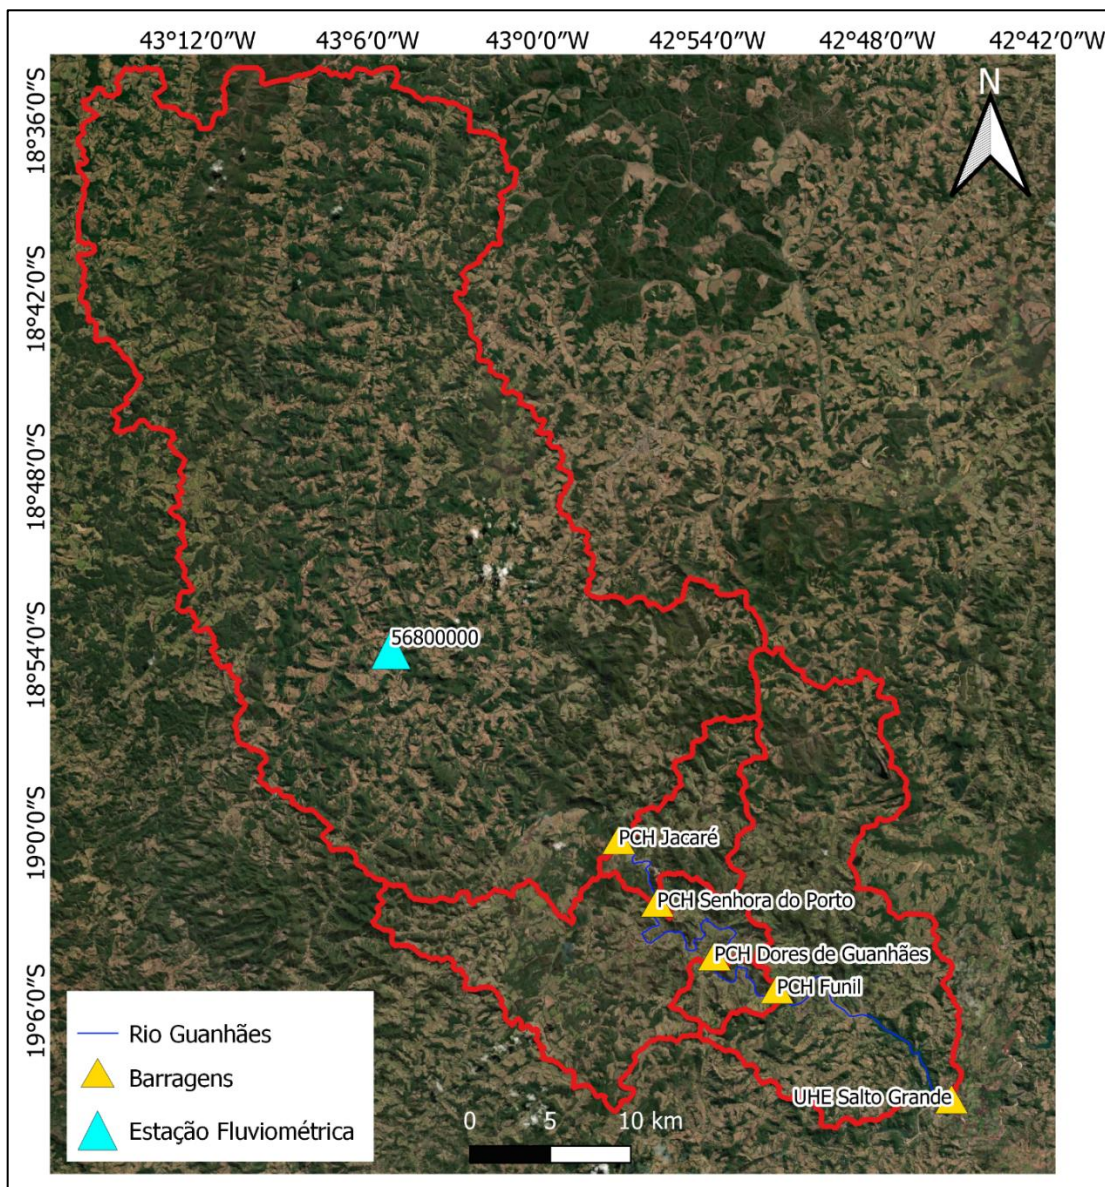 43°12′0″W 43°6′0″W 43°0′0″W 42°54′0″W 42°48′0″W 42°42′0″W
N
18°36′0″S
18°42′0″S
18°48′0″S
56800000
18°54′0″S
PCH Jacaré
19°0′0″S
PCH Senhora do Porto
PCH Dores de Guanhães
PCH Funil
19°6′0″S
Rio Guanhães
Barragens
Estação Fluviométrica
UHE Salto Grande
0 5 10 km